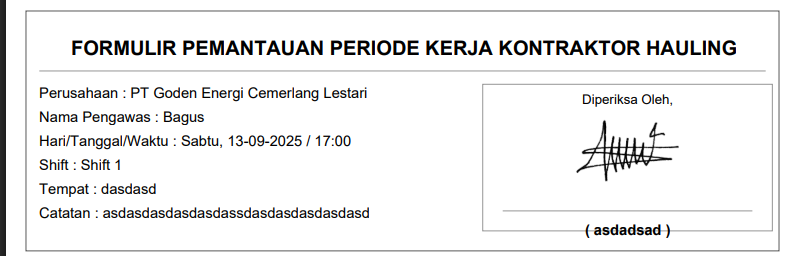 FORMULIR PEMANTAUAN PERIODE KERJA KONTRAKTOR HAULING
Perusahaan : PT Goden Energi Cemerlang Lestari
Nama Pengawas : Bagus
Hari/Tanggal/Waktu : Sabtu, 13-09-2025 / 17:00
Shift : Shift 1
Tempat : dasdasd
Catatan : asdasdasdasdasdassdasdasdasdasdasd
Diperiksa Oleh,
( asdadsad )